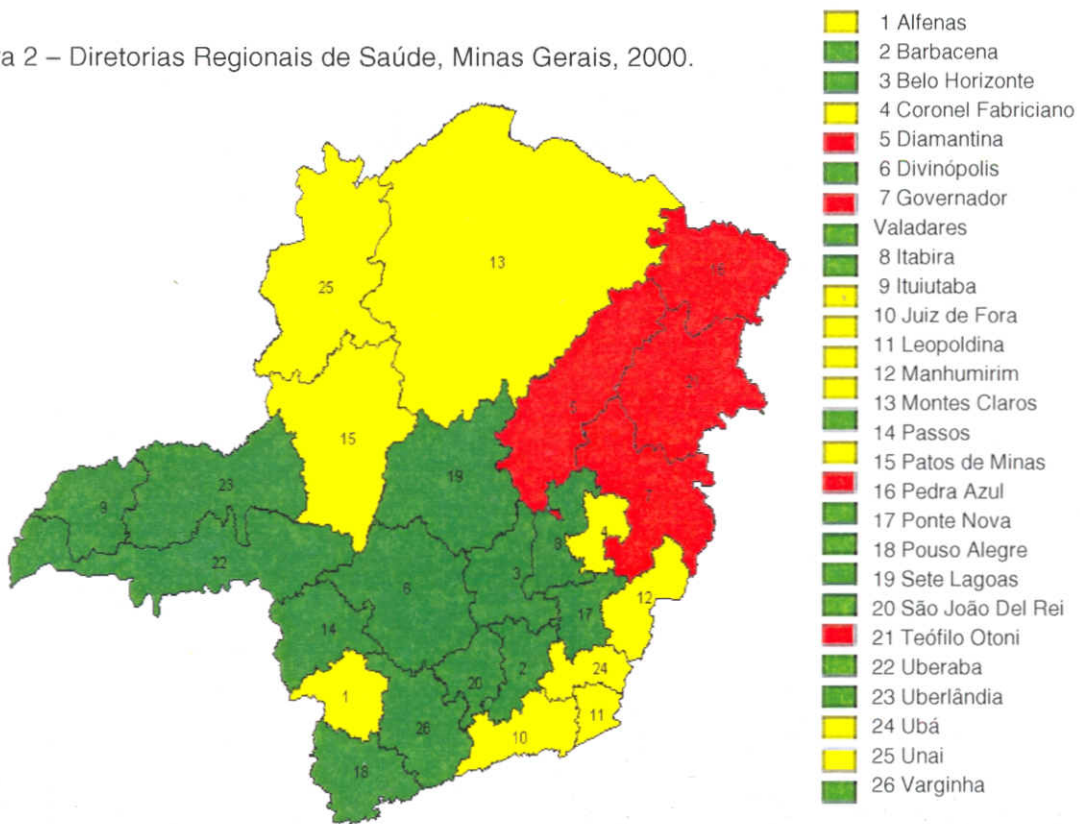 a 2 – Diretorias Regionais de Saúde, Minas Gerais, 2000.
1 Alfenas
2 Barbacena
3 Belo Horizonte
4 Coronel Fabriciano
5 Diamantina
6 Divinópolis
7 Governador
Valadares
8 Itabira
9 Ituiutaba
10 Juiz de Fora
11 Leopoldina
12 Manhumirim
13 Montes Claros
14 Passos
15 Patos de Minas
16 Pedra Azul
17 Ponte Nova
18 Pouso Alegre
19 Sete Lagoas
20 São João Del Rei
21 Teófilo Otoni
22 Uberaba
23 Uberlândia
24 Ubá
25 Unai
26 Varginha
13
25
16
21
5
15
19
23
9
7
4
8
22
3
6
12
17
14
24
2
20
1
11
26
10
18